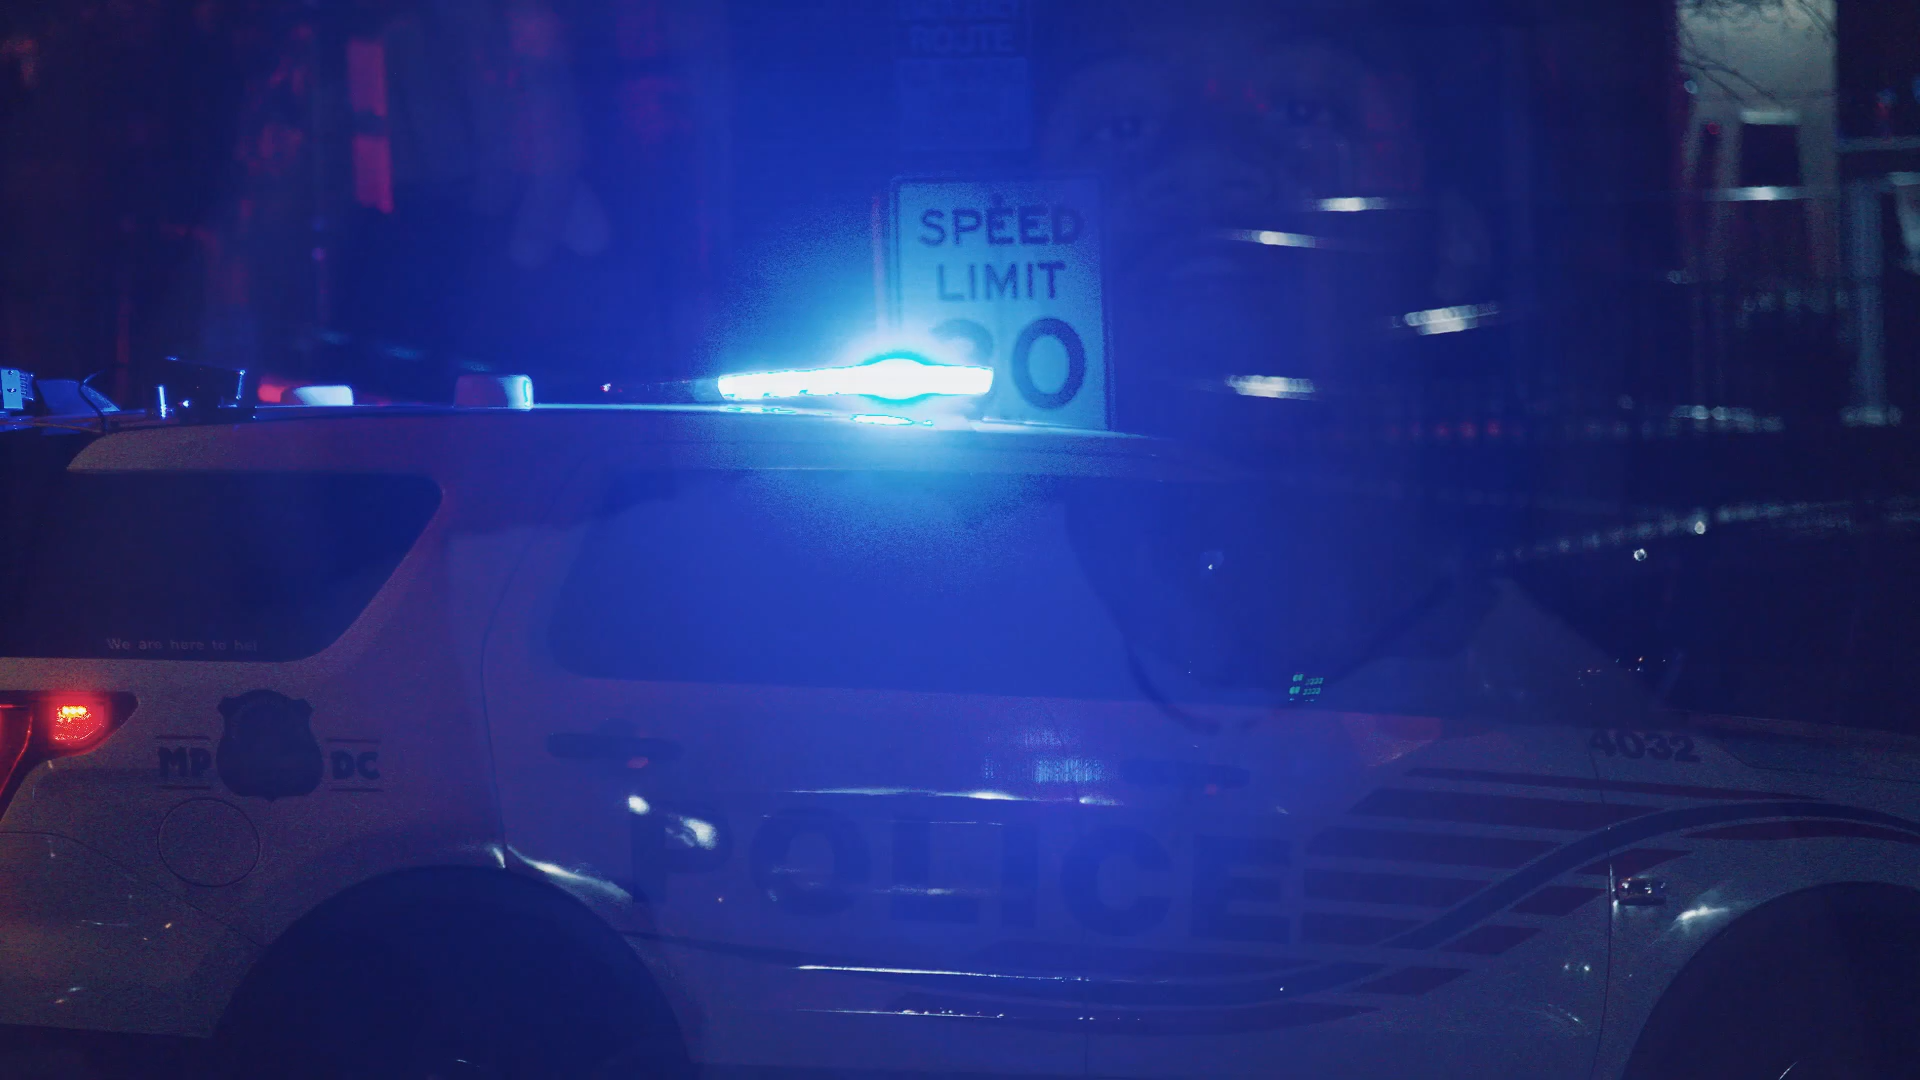 ROUTE
SPEED
LIMIT
We are here to hel
MP DC
4032
POLICE